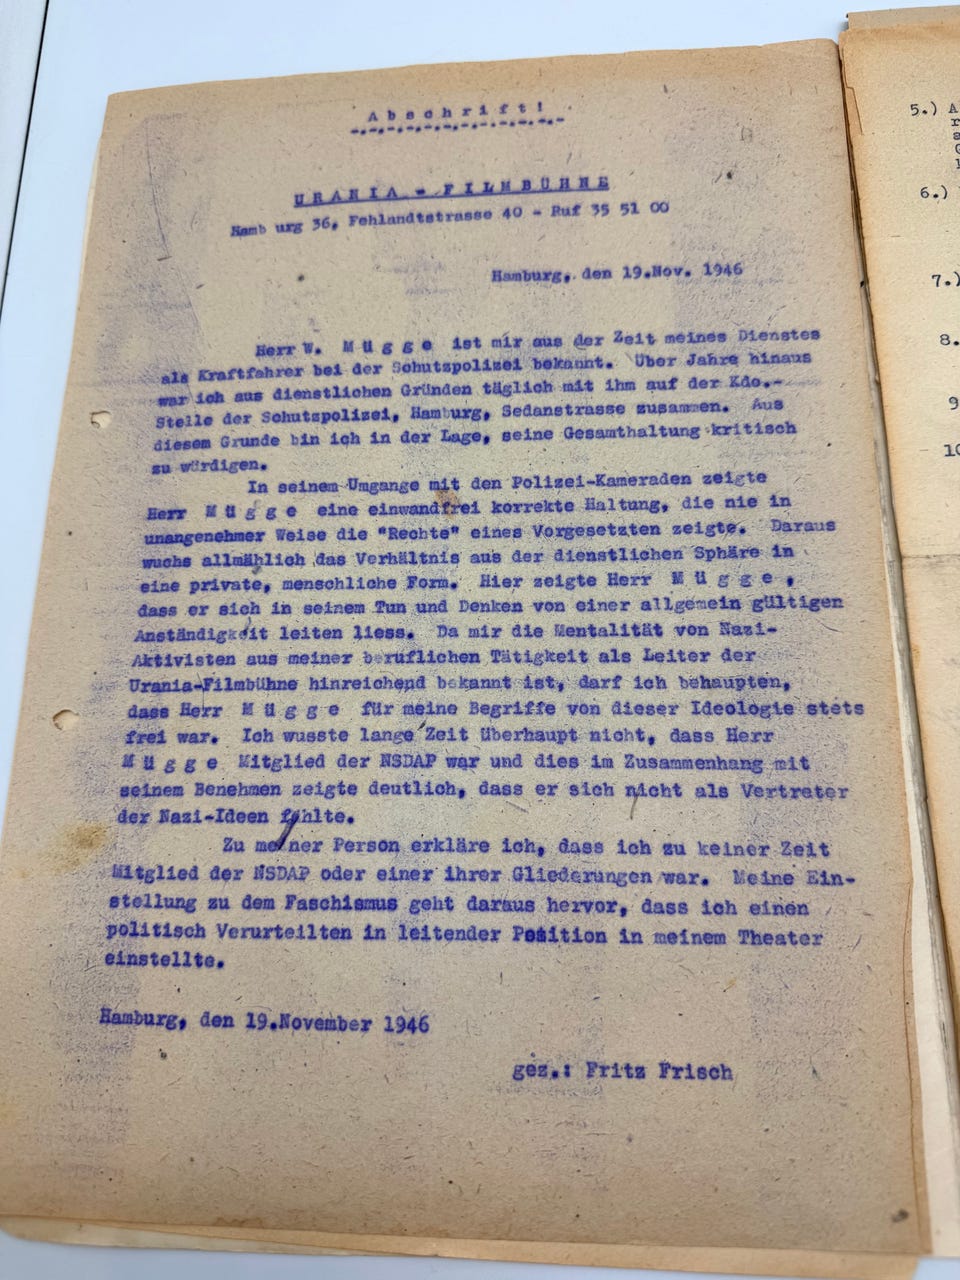 Abschrift!
URANIA - FILMBÜHNE
Hamb urg 36, Fehlandtstrasse 40 - Ruf 35 51 00
Hamburg, den 19.Nov. 1946
Herr W. Mügge ist mir aus der Zeit meines Dienstes
als Kraftfahrer bei der Schutzpolizei bekannt. Über Jahre hinaus
war ich aus dienstlichen Gründen täglich mit ihm auf der Kdo.-
Stelle der Schutzpolizei, Hamburg, Sedanstrasse zusammen. Aus
diesem Grunde bin ich in der Lage, seine Gesamthaltung kritisch
zu würdigen.
In seinem Umgange mit den Polizei-Kameraden zeigte
Herr Mügge eine einwandfrei korrekte Haltung, die nie in
unangenehmer Weise die "Rechte" eines Vorgesetzten zeigte. Daraus
wuchs allmählich das Verhältnis aus der dienstlichen Sphäre in
eine private, menschliche Form. Hier zeigte Herr Mügge,
dass er sich in seinem Tun und Denken von einer allgemein gültigen
Anständigkeit leiten liess. Da mir die Mentalität von Nazi-
Aktivisten aus meiner beruflichen Tätigkeit als Leiter der
Urania-Filmbühne hinreichend bekannt ist, darf ich behaupten,
dass Herr Mügge für meine Begriffe von dieser Ideologie stets
frei war. Ich wusste lange Zeit überhaupt nicht, dass Herr
Mügge Mitglied der NSDAP war und dies im Zusammenhang mit
seinem Benehmen zeigte deutlich, dass er sich nicht als Vertreter
der Nazi-Ideen fühlte.
Zu meiner Person erkläre ich, dass ich zu keiner Zeit
Mitglied der NSDAP oder einer ihrer Gliederungen war. Meine Ein-
stellung zu dem Faschismus geht daraus hervor, dass ich einen
politisch Verurteilten in leitender Position in meinem Theater
einstellte.
Hamburg, den 19.November 1946
gez.: Fritz Frisch
5.)
6.)
7.)
8.
9
10